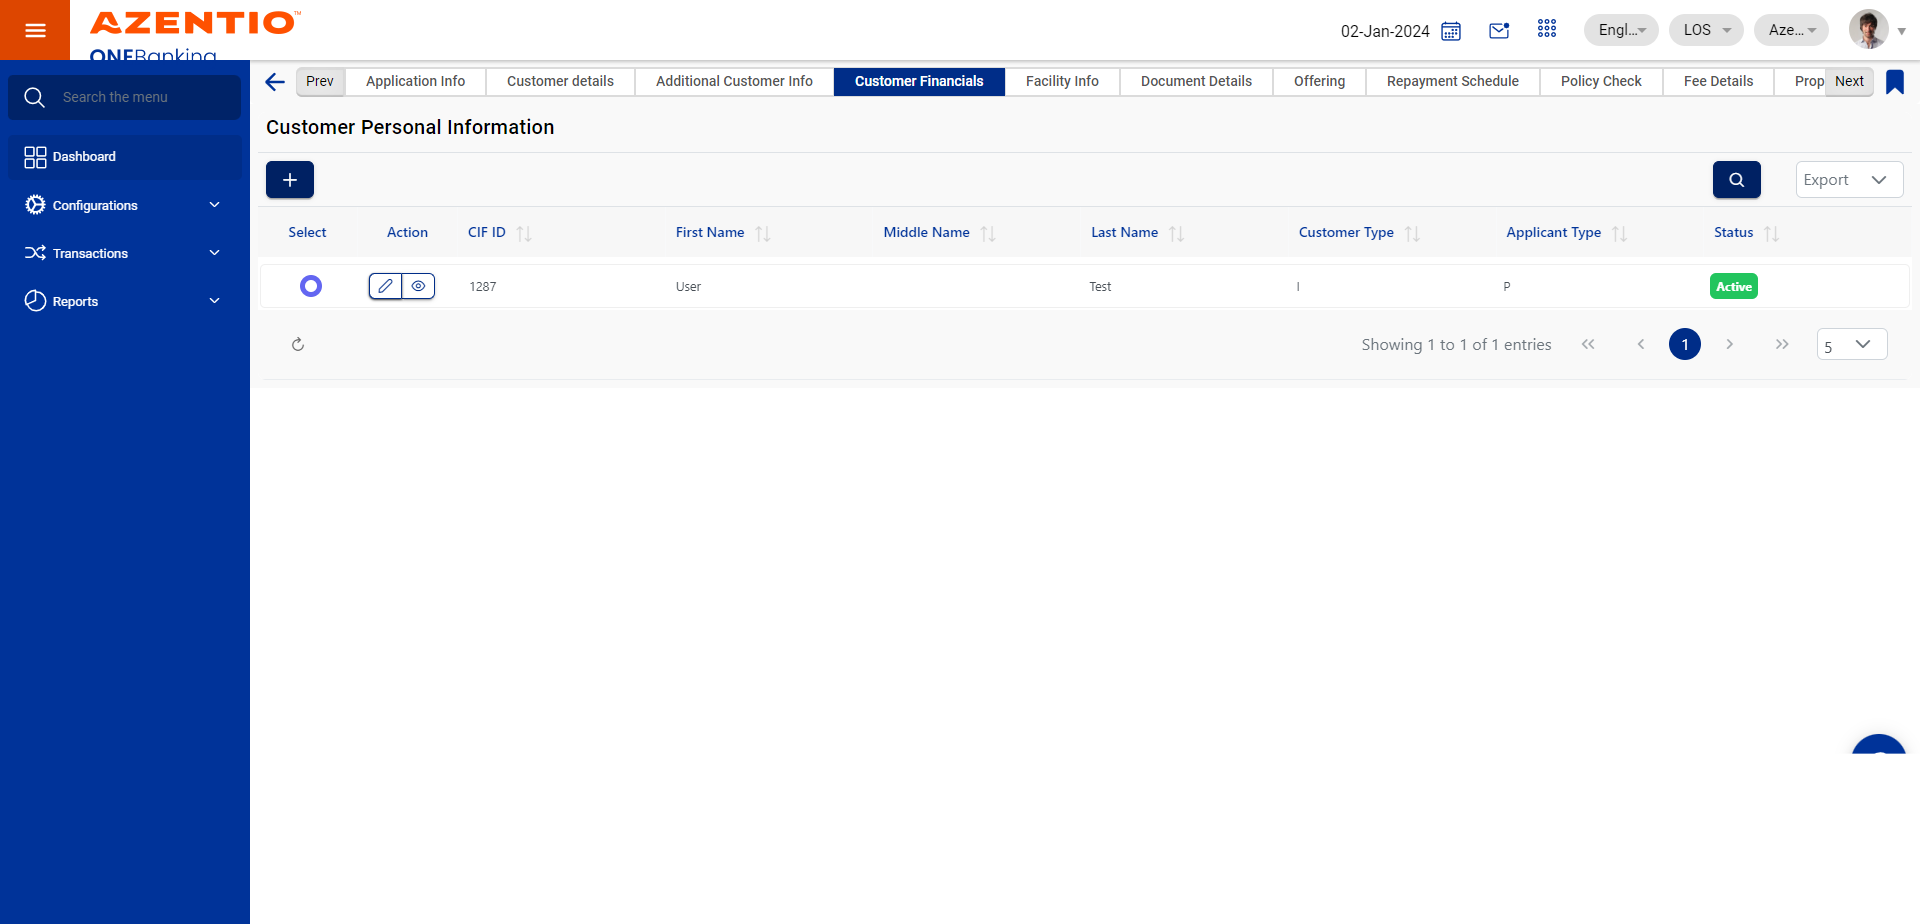 AZENTIO™
ONEBanking
02-Jan-2024
Engl...
LOS
Aze...
Search the menu
Dashboard
Configurations
Transactions
Reports
Prev
Application Info
Customer details
Additional Customer Info
Customer Financials
Facility Info
Document Details
Offering
Repayment Schedule
Policy Check
Fee Details
Prop
Next
Customer Personal Information
+
Export
Select
Action
CIF ID
First Name
Middle Name
Last Name
Customer Type
Applicant Type
Status
1287
User
Test
I
P
Active
Showing 1 to 1 of 1 entries
1
5